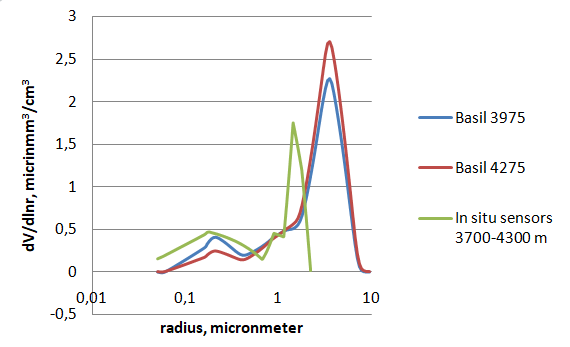 3
2,5
2
1,5
1
0,5
0
-0,5
0,01
0,1
1
10
dV/dlnr, micrinmm³/cm³
radius, micronmeter
Basil 3975
Basil 4275
In situ sensors
3700-4300 m